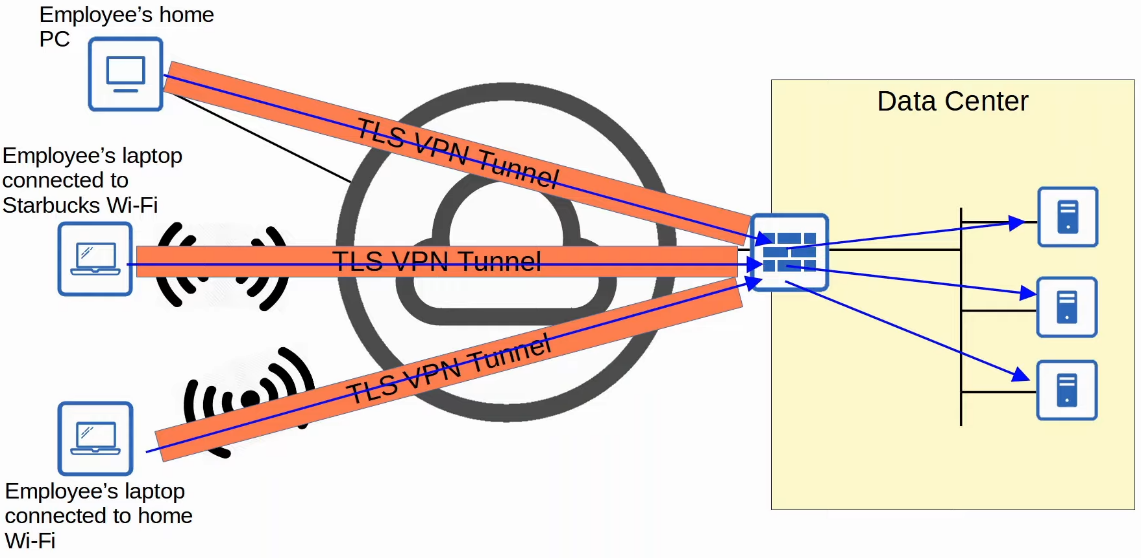 Employee’s home
PC
TLS VPN Tunnel
Data Center
Employee’s laptop
connected to
Starbucks Wi-Fi
TLS VPN Tunnel
TLS VPN Tunnel
Employee’s laptop
connected to home
Wi-Fi